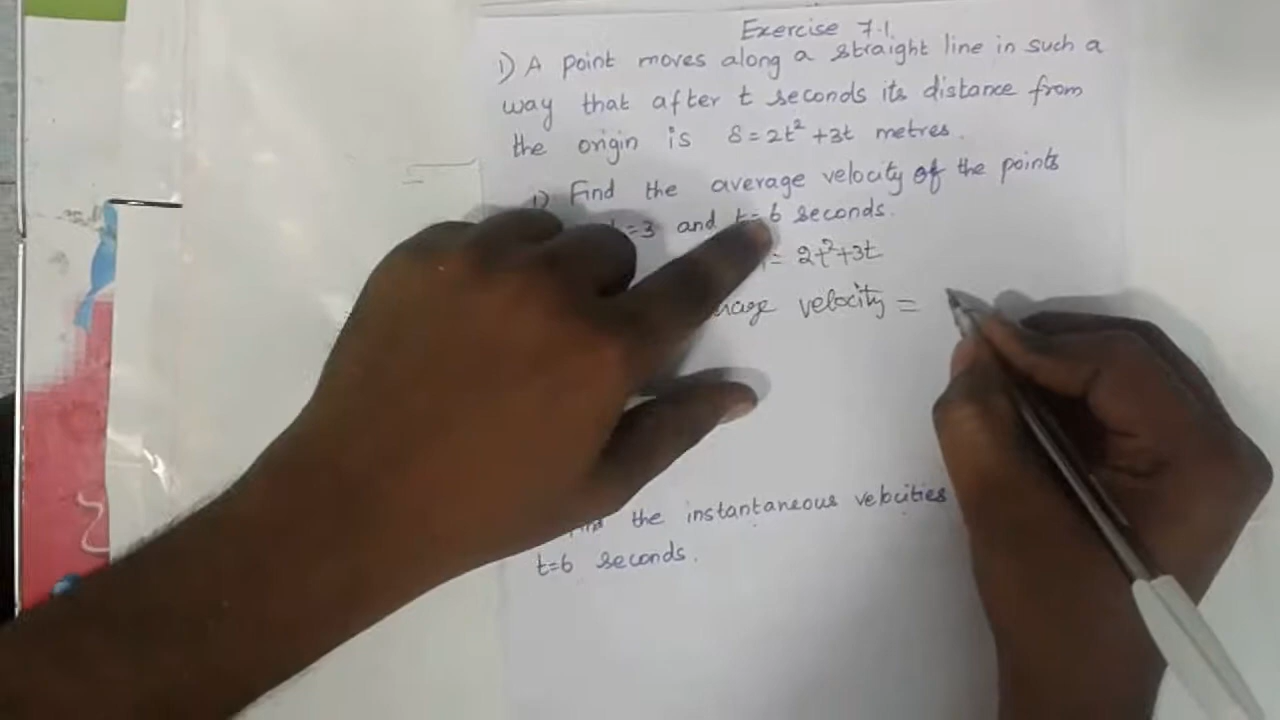 Exercise 7.1.
1) A point moves along a straight line in such a
way that after t seconds its distance from
the origin is s = 2t² + 3t metres.
i) Find the average velocity of the points
t=3 and t=6 seconds.
= 2t²+3t
velocity =
the instantaneous velocities
t=6 seconds.